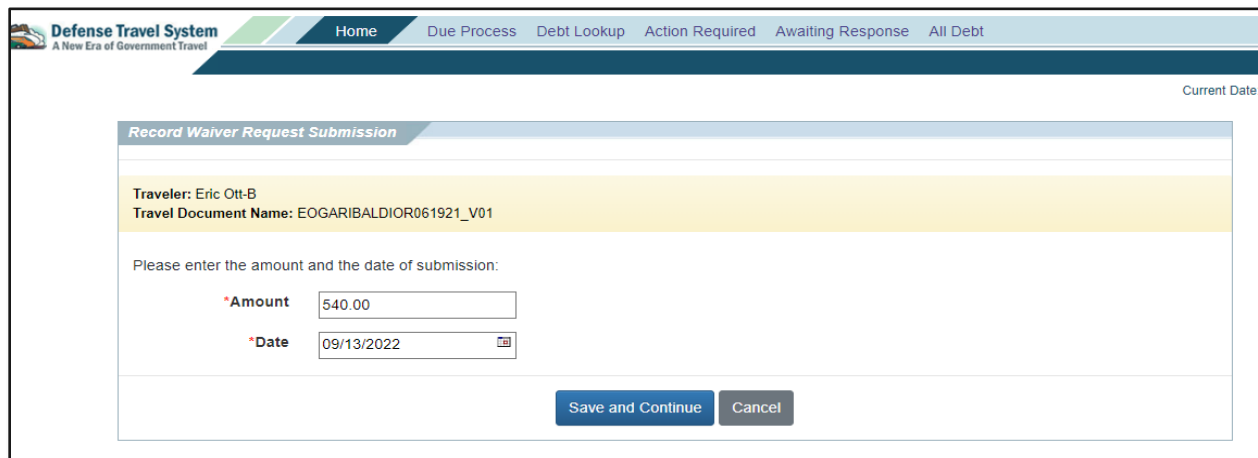 Defense Travel System
A New Era of Government Travel
Home Due Process Debt Lookup Action Required Awaiting Response All Debt
Current Date
Record Waiver Request Submission
Traveler: Eric Ott-B
Travel Document Name: EOGARIBALDIOR061921_V01
Please enter the amount and the date of submission:
*Amount 540.00
*Date 09/13/2022
Save and Continue Cancel